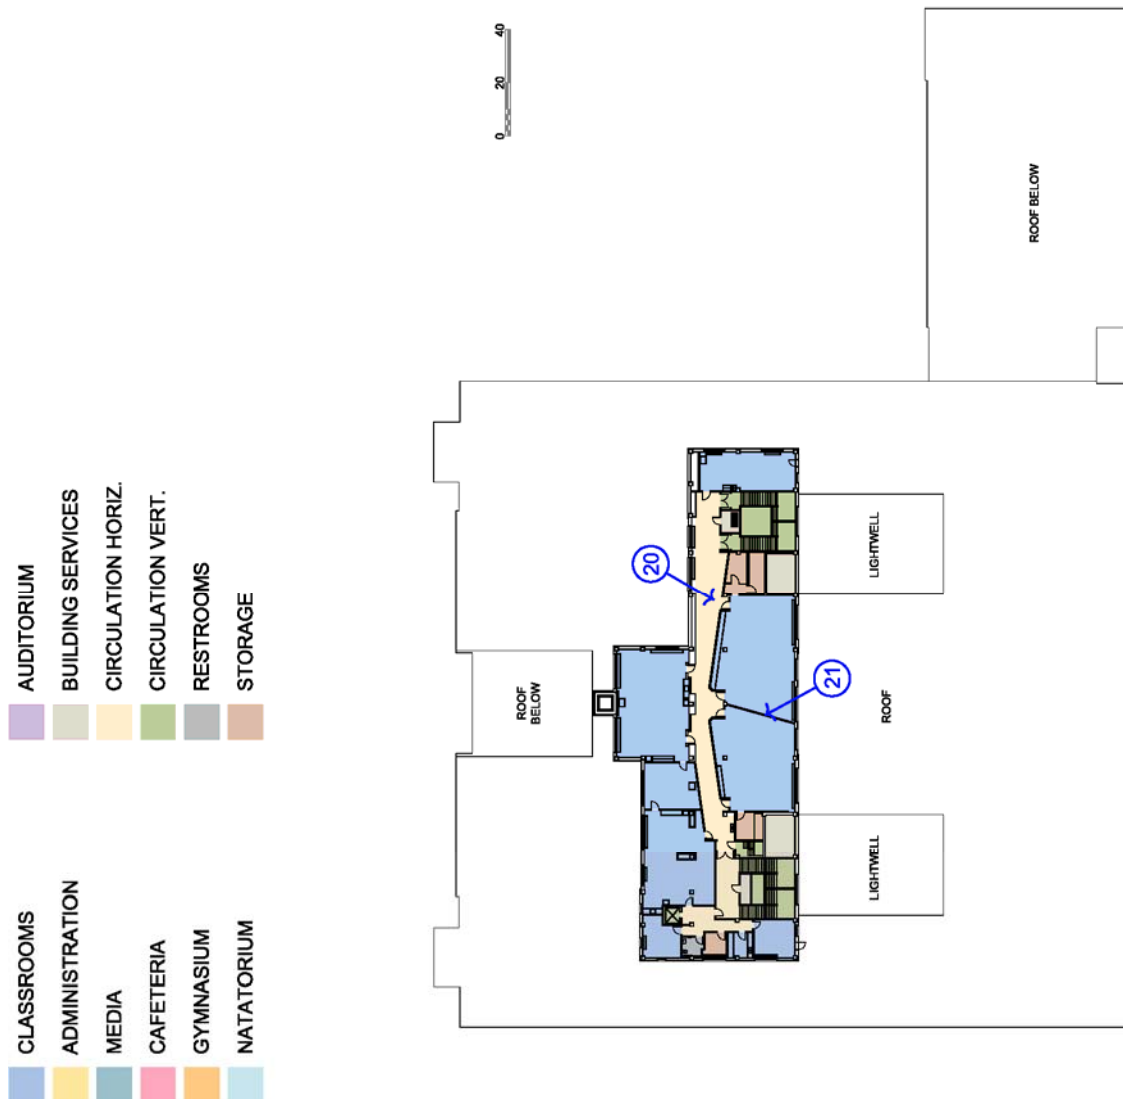 CLASSROOMS
ADMINISTRATION
MEDIA
CAFETERIA
GYMNASIUM
NATATORIUM
AUDITORIUM
BUILDING SERVICES
CIRCULATION HORIZ.
CIRCULATION VERT.
RESTROOMS
STORAGE
0 20 40
ROOF
BELOW
20
21
ROOF
LIGHTWELL
LIGHTWELL
ROOF BELOW